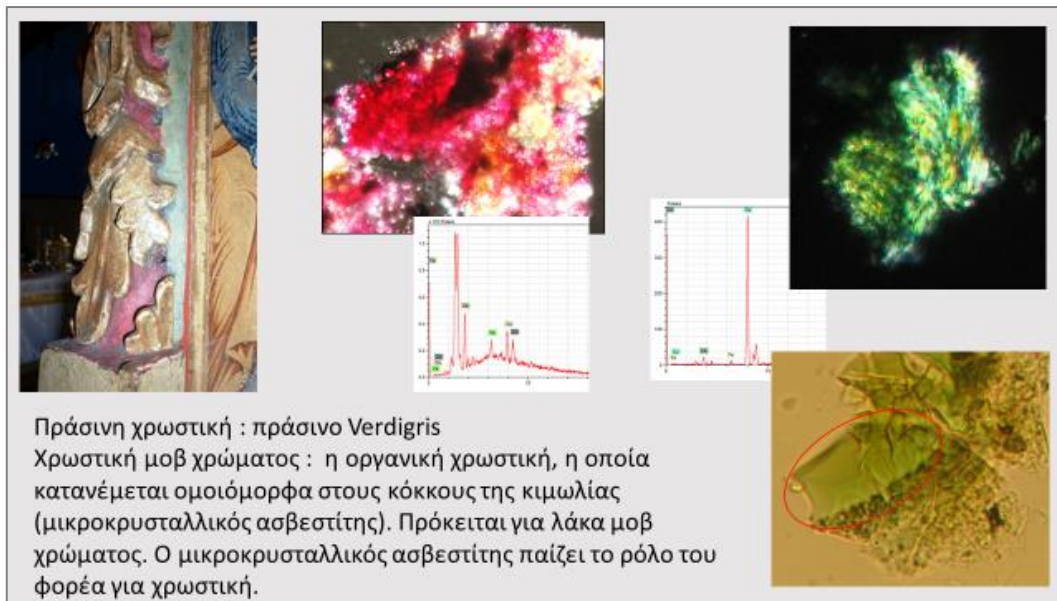 Πράσινη χρωστική : πράσινο Verdigris
Χρωστική μοβ χρώματος : η οργανική χρωστική, η οποία
κατανέμεται ομοιόμορφα στους κόκκους της κιμωλίας
(μικροκρυσταλλικός ασβεστίτης). Πρόκειται για λάκα μοβ
χρώματος. Ο μικροκρυσταλλικός ασβεστίτης παίζει το ρόλο του
φορέα για χρωστική.